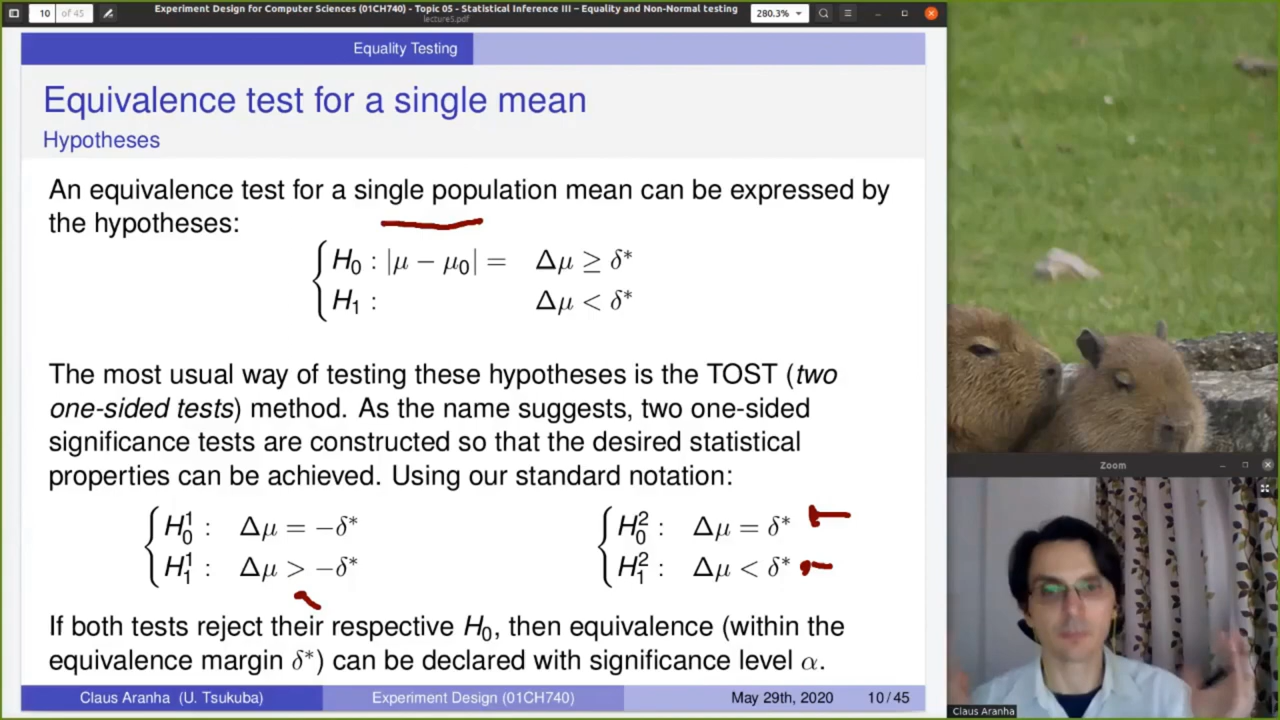 10 of 45
Experiment Design for Computer Sciences (01CH740) - Topic 05 - Statistical Inference III – Equality and Non-Normal testing
lecture5.pdf
280.3%
Equality Testing
Equivalence test for a single mean
Hypotheses
An equivalence test for a single population mean can be expressed by
the hypotheses:
H₀ : |μ − μ₀| = Δμ ≥ δ*
H₁ : Δμ < δ*
The most usual way of testing these hypotheses is the TOST (two
one-sided tests) method. As the name suggests, two one-sided
significance tests are constructed so that the desired statistical
properties can be achieved. Using our standard notation:
H₀¹ : Δμ = −δ*
H₁¹ : Δμ > −δ*
H₀² : Δμ = δ*
H₁² : Δμ < δ*
If both tests reject their respective H₀, then equivalence (within the
equivalence margin δ*) can be declared with significance level α.
Claus Aranha (U. Tsukuba) Experiment Design (01CH740) May 29th, 2020 10 / 45
Zoom
Claus Aranha